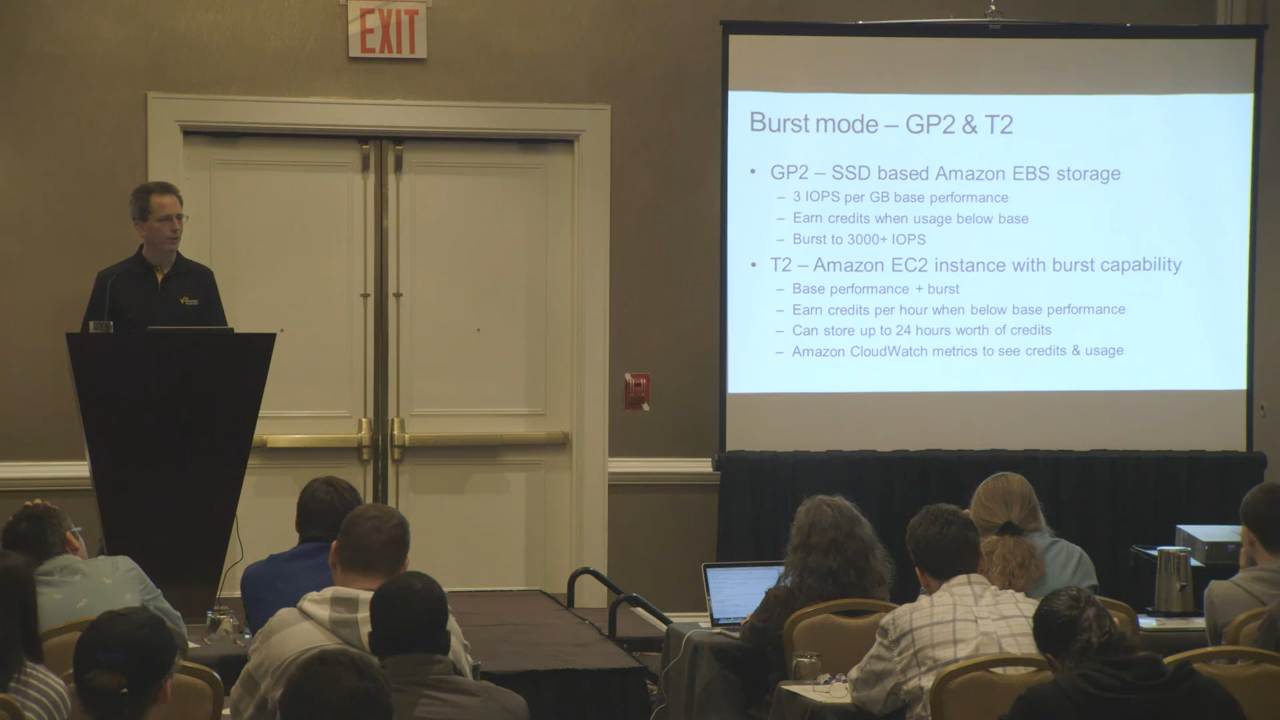 EXIT
Burst mode – GP2 & T2
• GP2 – SSD based Amazon EBS storage
– 3 IOPS per GB base performance
– Earn credits when usage below base
– Burst to 3000+ IOPS
• T2 – Amazon EC2 instance with burst capability
– Base performance + burst
– Earn credits per hour when below base performance
– Can store up to 24 hours worth of credits
– Amazon CloudWatch metrics to see credits & usage